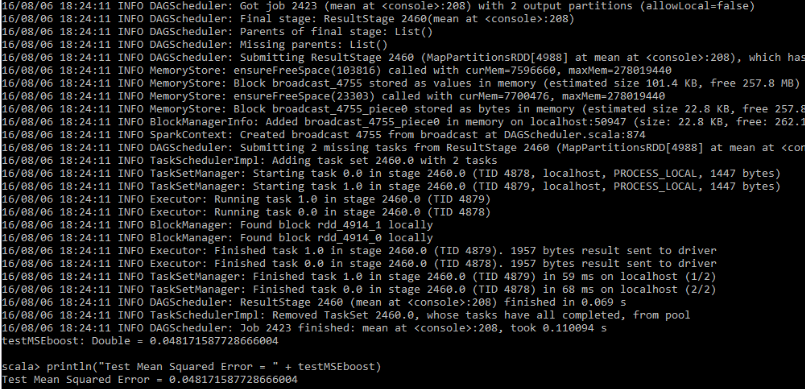 16/08/06 18:24:11 INFO DAGScheduler: Got job 2423 (mean at <console>:208) with 2 output partitions (allowLocal=false)
16/08/06 18:24:11 INFO DAGScheduler: Final stage: ResultStage 2460(mean at <console>:208)
16/08/06 18:24:11 INFO DAGScheduler: Parents of final stage: List()
16/08/06 18:24:11 INFO DAGScheduler: Missing parents: List()
16/08/06 18:24:11 INFO DAGScheduler: Submitting ResultStage 2460 (MapPartitionsRDD[4988] at mean at <console>:208), which has
16/08/06 18:24:11 INFO MemoryStore: ensureFreeSpace(103816) called with curMem=7596660, maxMem=278019440
16/08/06 18:24:11 INFO MemoryStore: Block broadcast_4755 stored as values in memory (estimated size 101.4 KB, free 257.8 MB)
16/08/06 18:24:11 INFO MemoryStore: ensureFreeSpace(23303) called with curMem=7700476, maxMem=278019440
16/08/06 18:24:11 INFO MemoryStore: Block broadcast_4755_piece0 stored as bytes in memory (estimated size 22.8 KB, free 257.8
16/08/06 18:24:11 INFO BlockManagerInfo: Added broadcast_4755_piece0 in memory on localhost:50947 (size: 22.8 KB, free: 262.1
16/08/06 18:24:11 INFO SparkContext: Created broadcast 4755 from broadcast at DAGScheduler.scala:874
16/08/06 18:24:11 INFO DAGScheduler: Submitting 2 missing tasks from ResultStage 2460 (MapPartitionsRDD[4988] at mean at <con
16/08/06 18:24:11 INFO TaskSchedulerImpl: Adding task set 2460.0 with 2 tasks
16/08/06 18:24:11 INFO TaskSetManager: Starting task 0.0 in stage 2460.0 (TID 4878, localhost, PROCESS_LOCAL, 1447 bytes)
16/08/06 18:24:11 INFO TaskSetManager: Starting task 1.0 in stage 2460.0 (TID 4879, localhost, PROCESS_LOCAL, 1447 bytes)
16/08/06 18:24:11 INFO Executor: Running task 1.0 in stage 2460.0 (TID 4879)
16/08/06 18:24:11 INFO Executor: Running task 0.0 in stage 2460.0 (TID 4878)
16/08/06 18:24:11 INFO BlockManager: Found block rdd_4914_1 locally
16/08/06 18:24:11 INFO BlockManager: Found block rdd_4914_0 locally
16/08/06 18:24:11 INFO Executor: Finished task 1.0 in stage 2460.0 (TID 4879). 1957 bytes result sent to driver
16/08/06 18:24:11 INFO Executor: Finished task 0.0 in stage 2460.0 (TID 4878). 1957 bytes result sent to driver
16/08/06 18:24:11 INFO TaskSetManager: Finished task 1.0 in stage 2460.0 (TID 4879) in 59 ms on localhost (1/2)
16/08/06 18:24:11 INFO TaskSetManager: Finished task 0.0 in stage 2460.0 (TID 4878) in 68 ms on localhost (2/2)
16/08/06 18:24:11 INFO DAGScheduler: ResultStage 2460 (mean at <console>:208) finished in 0.069 s
16/08/06 18:24:11 INFO TaskSchedulerImpl: Removed TaskSet 2460.0, whose tasks have all completed, from pool
16/08/06 18:24:11 INFO DAGScheduler: Job 2423 finished: mean at <console>:208, took 0.110094 s
testMSEboost: Double = 0.048171587728666004
scala> println("Test Mean Squared Error = " + testMSEboost)
Test Mean Squared Error = 0.048171587728666004